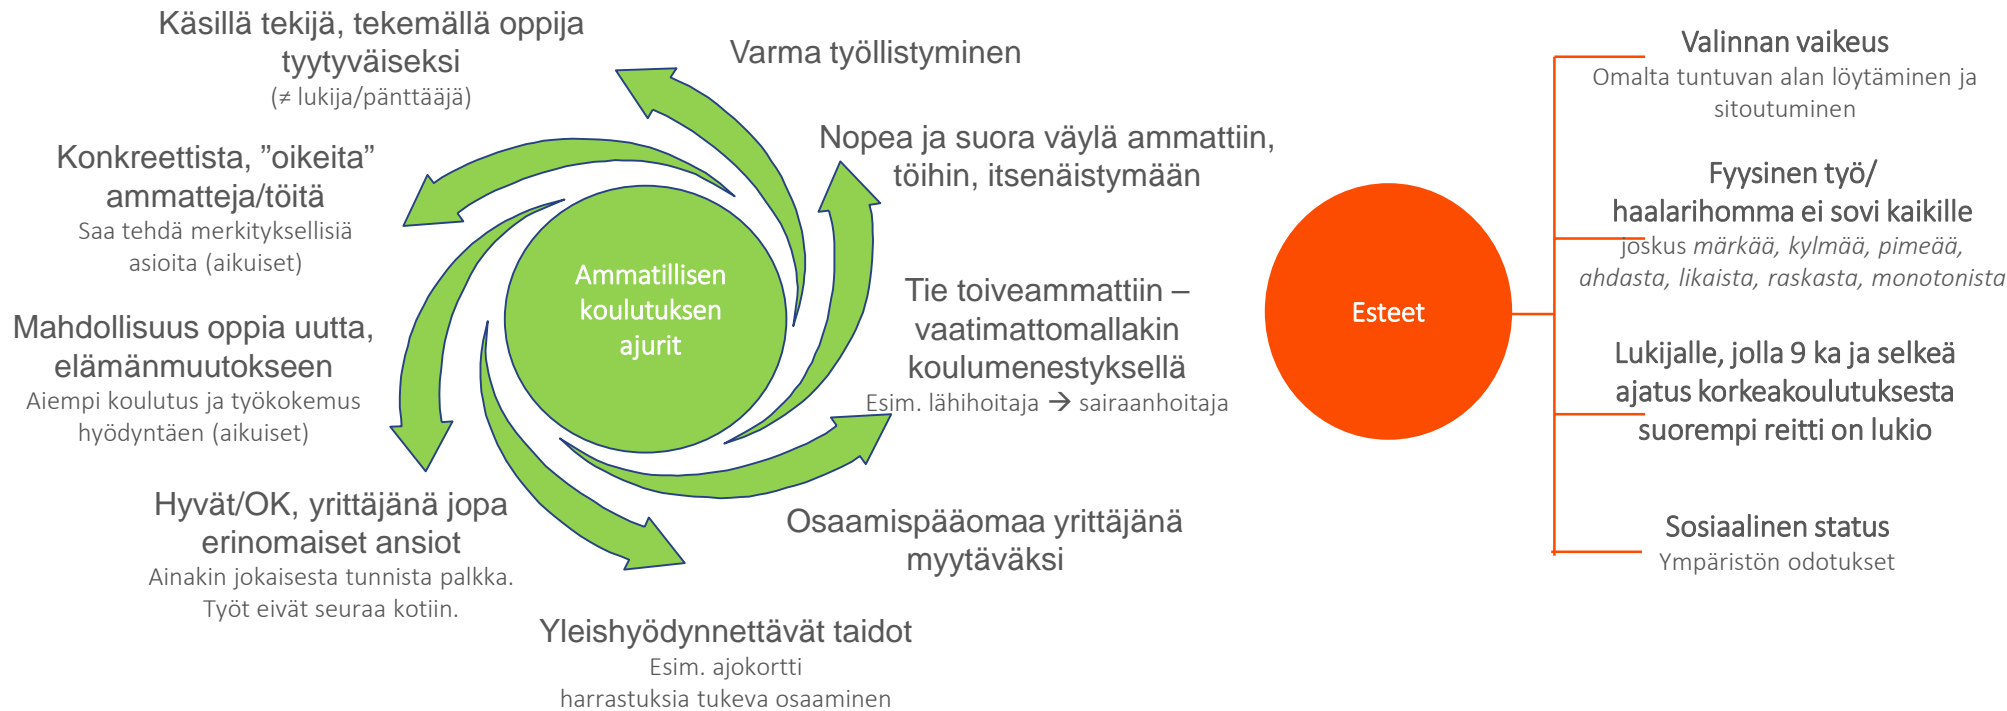 Käsillä tekijä, tekemällä oppija
tyytyväiseksi
(≠ lukija/pänttääjä)
Varma työllistyminen
Konkreettista, ”oikeita”
ammatteja/töitä
Saa tehdä merkityksellisiä
asioita (aikuiset)
Nopea ja suora väylä ammattiin,
töihin, itsenäistymään
Mahdollisuus oppia uutta,
elämänmuutokseen
Aiempi koulutus ja työkokemus
hyödyntäen (aikuiset)
Ammatillisen
koulutuksen
ajurit
Tie toiveammattiin –
vaatimattomallakin
koulumenestyksellä
Esim. lähihoitaja → sairaanhoitaja
Hyvät/OK, yrittäjänä jopa
erinomaiset ansiot
Ainakin jokaisesta tunnista palkka.
Työt eivät seuraa kotiin.
Osaamispääomaa yrittäjänä
myytäväksi
Yleishyödynnettävät taidot
Esim. ajokortti
harrastuksia tukeva osaaminen
Esteet
Valinnan vaikeus
Omalta tuntuvan alan löytäminen ja
sitoutuminen
Fyysinen työ/
haalarihomma ei sovi kaikille
joskus märkää, kylmää, pimeää,
ahdasta, likaista, raskasta, monotonista
Lukijalle, jolla 9 ka ja selkeä
ajatus korkeakoulutuksesta
suorempi reitti on lukio
Sosiaalinen status
Ympäristön odotukset